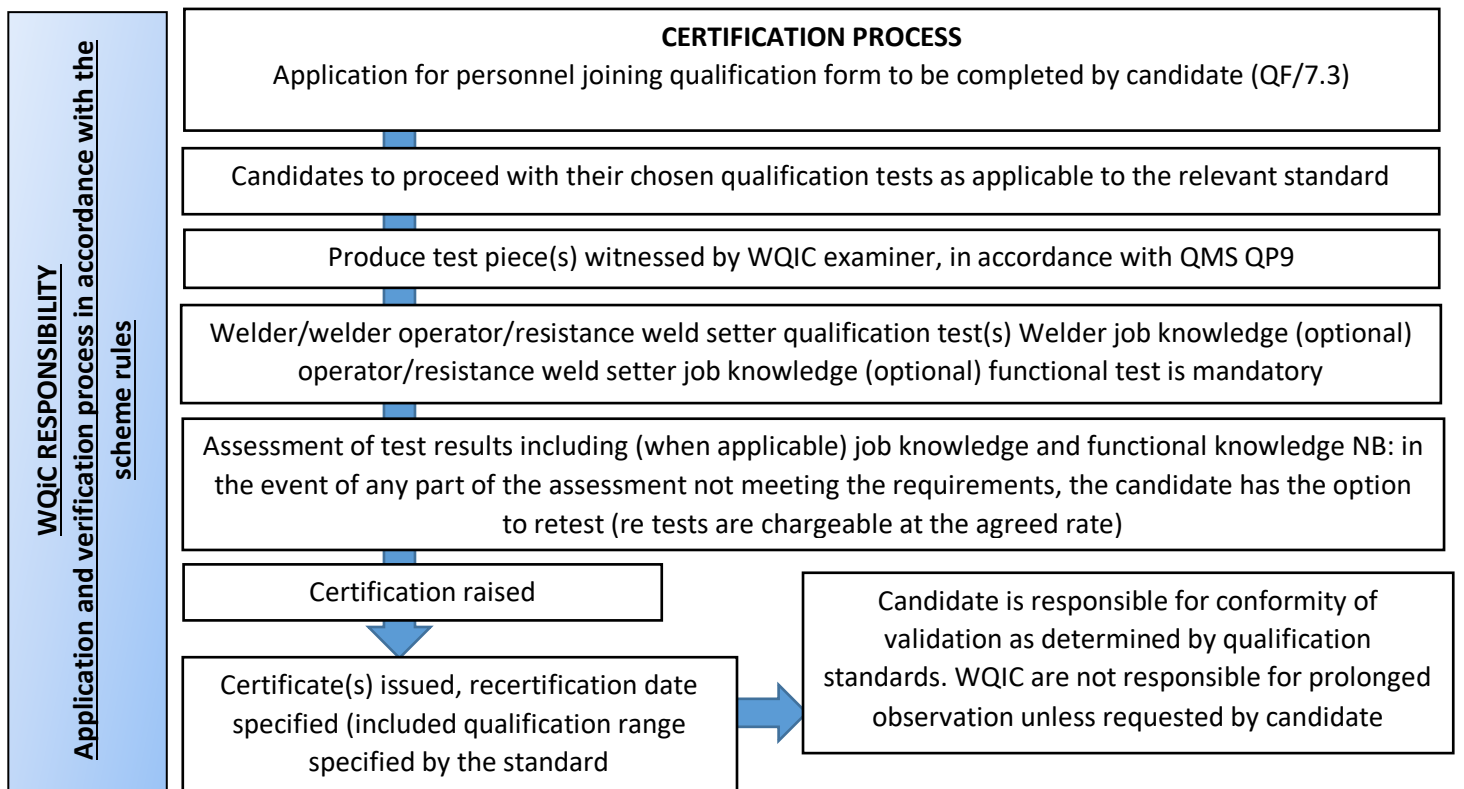 WQiC RESPONSIBILITY
Application and verification process in accordance with the
scheme rules
CERTIFICATION PROCESS
Application for personnel joining qualification form to be completed by candidate (QF/7.3)
Candidates to proceed with their chosen qualification tests as applicable to the relevant standard
Produce test piece(s) witnessed by WQIC examiner, in accordance with QMS QP9
Welder/welder operator/resistance weld setter qualification test(s) Welder job knowledge (optional)
operator/resistance weld setter job knowledge (optional) functional test is mandatory
Assessment of test results including (when applicable) job knowledge and functional knowledge NB: in
the event of any part of the assessment not meeting the requirements, the candidate has the option
to retest (re tests are chargeable at the agreed rate)
Certification raised
Certificate(s) issued, recertification date
specified (included qualification range
specified by the standard
Candidate is responsible for conformity of
validation as determined by qualification
standards. WQIC are not responsible for prolonged
observation unless requested by candidate